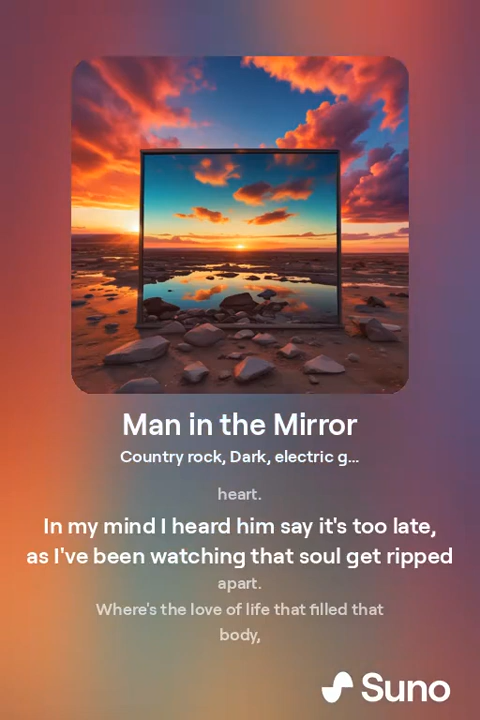 Man in the Mirror
Country rock, Dark, electric g...
heart.
In my mind I heard him say it's too late,
as I've been watching that soul get ripped
apart.
Where's the love of life that filled that
body,
Suno